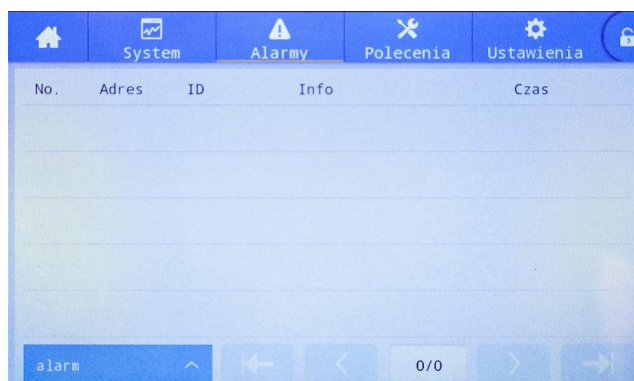 System Alarmy Polecenia Ustawienia
No. Adres ID Info Czas
alarm 0/0